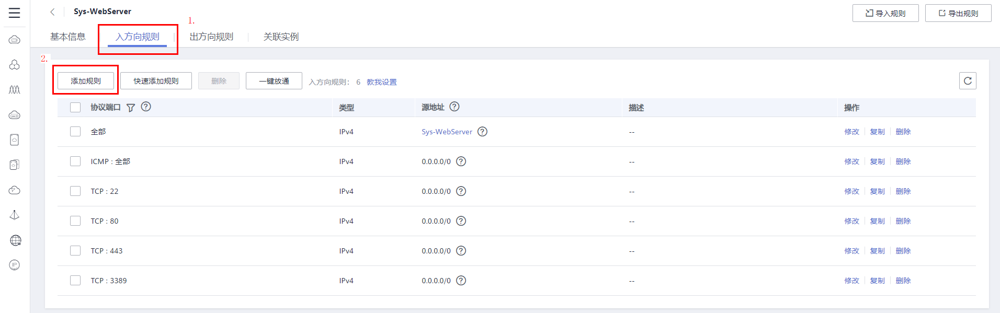 Sys-WebServer
导入规则 导出规则
1.
基本信息 入方向规则 出方向规则 关联实例
2.
添加规则 快速添加规则 删除 一键放通 入方向规则： 6 教我设置
协议端口 类型 源地址 描述 操作
全部 IPv4 Sys-WebServer -- 修改 复制 删除
ICMP : 全部 IPv4 0.0.0.0/0 -- 修改 复制 删除
TCP : 22 IPv4 0.0.0.0/0 -- 修改 复制 删除
TCP : 80 IPv4 0.0.0.0/0 -- 修改 复制 删除
TCP : 443 IPv4 0.0.0.0/0 -- 修改 复制 删除
TCP : 3389 IPv4 0.0.0.0/0 -- 修改 复制 删除
W
IP